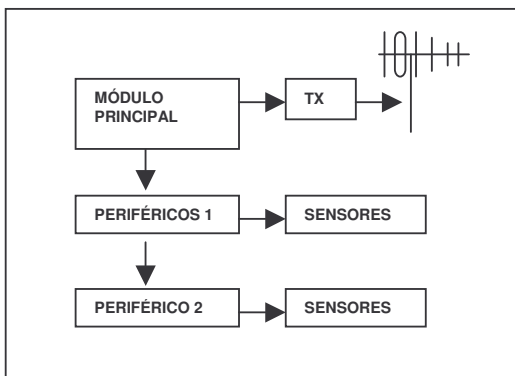 MÓDULO
PRINCIPAL
TX
PERIFÉRICOS 1
SENSORES
PERIFÉRICO 2
SENSORES